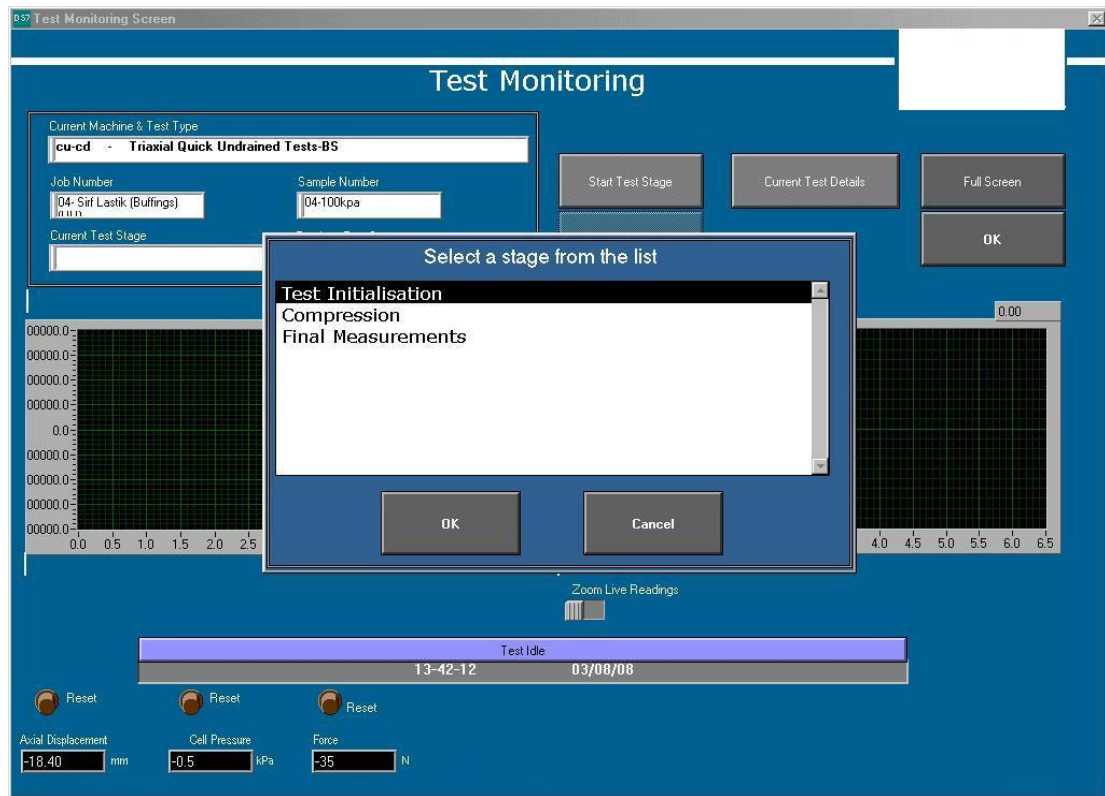 DS7 Test Monitoring Screen
Test Monitoring
Current Machine & Test Type
cu-cd - Triaxial Quick Undrained Tests-BS
Job Number
Sample Number
04- Sirf Lastik (Buffings)
04-100kpa
Current Test Stage
Start Test Stage
Current Test Details
Full Screen
OK
Select a stage from the list
Test Initialisation
Compression
Final Measurements
OK
Cancel
0.00
00000.0
00000.0
00000.0
00000.0
0.0
00000.0
00000.0
00000.0
00000.0
0.0 0.5 1.0 1.5 2.0 2.5
4.0 4.5 5.0 5.5 6.0 6.5
Zoom Live Readings
Test Idle
13-42-12 03/08/08
Reset Reset Reset
Axial Displacement Cell Pressure Force
-18.40 mm -0.5 kPa -35 N